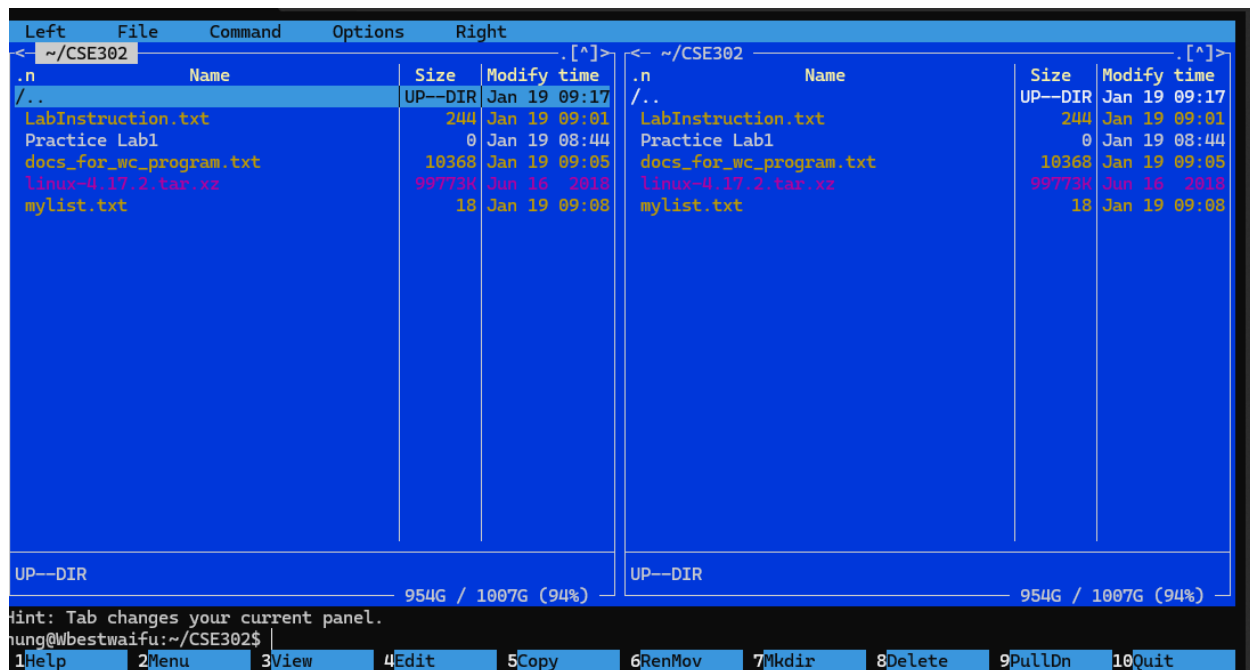 Left File Command Options Right
<— ~/CSE302 .[^]> <— ~/CSE302 .[^]>
.n Name Size Modify time .n Name Size Modify time
/.. UP--DIR Jan 19 09:17 /.. UP--DIR Jan 19 09:17
LabInstruction.txt 244 Jan 19 09:01 LabInstruction.txt 244 Jan 19 09:01
Practice Lab1 0 Jan 19 08:44 Practice Lab1 0 Jan 19 08:44
docs_for_wc_program.txt 10368 Jan 19 09:05 docs_for_wc_program.txt 10368 Jan 19 09:05
linux-4.17.2.tar.xz 99773K Jun 16 2018 linux-4.17.2.tar.xz 99773K Jun 16 2018
mylist.txt 18 Jan 19 09:08 mylist.txt 18 Jan 19 09:08
UP--DIR UP--DIR
954G / 1007G (94%) 954G / 1007G (94%)
Hint: Tab changes your current panel.
hung@Wbestwaifu:~/CSE302$
1Help 2Menu 3View 4Edit 5Copy 6RenMov 7Mkdir 8Delete 9PullDn 10Quit